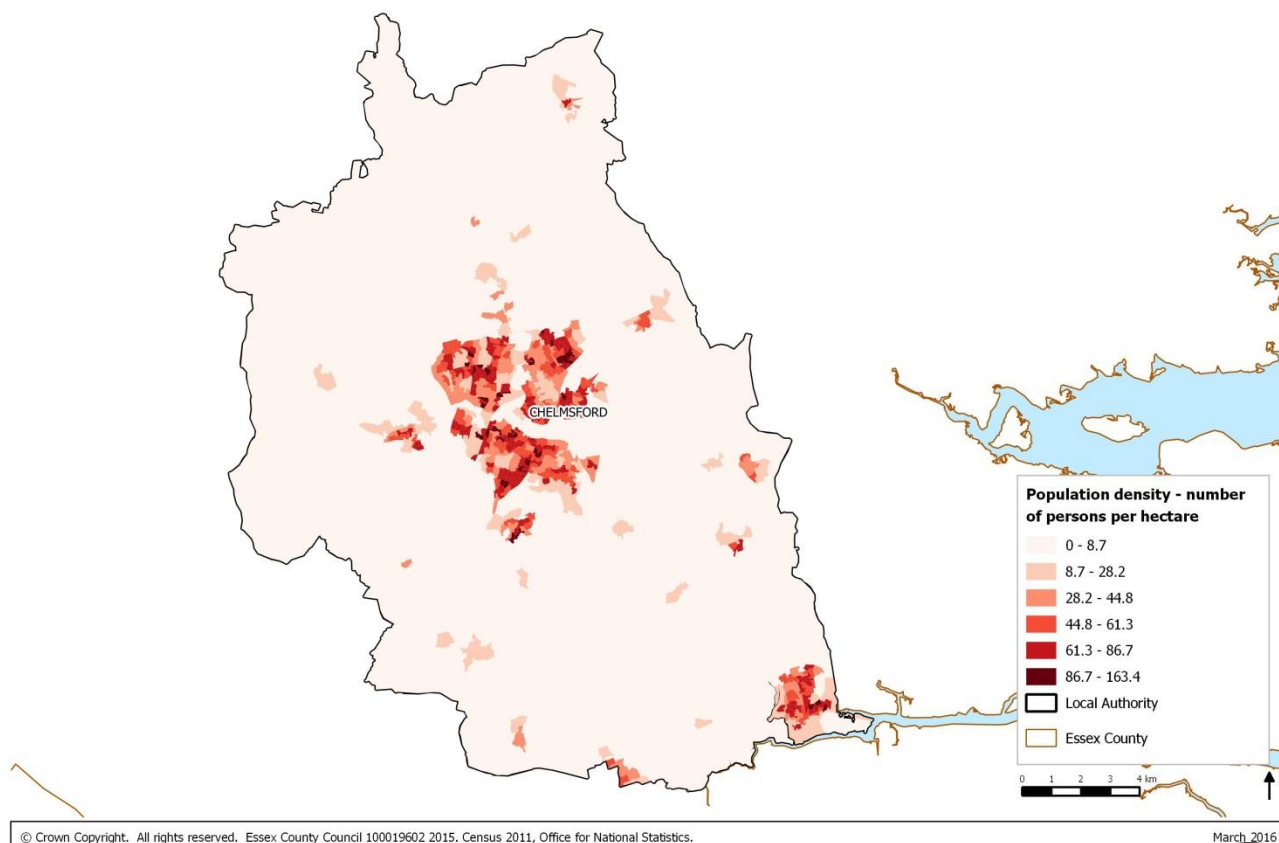 CHELMSFORD
Population density - number
of persons per hectare
0 - 8.7
8.7 - 28.2
28.2 - 44.8
44.8 - 61.3
61.3 - 86.7
86.7 - 163.4
Local Authority
Essex County
0 1 2 3 4 km
© Crown Copyright. All rights reserved. Essex County Council 100019602 2015. Census 2011, Office for National Statistics.
March 2016